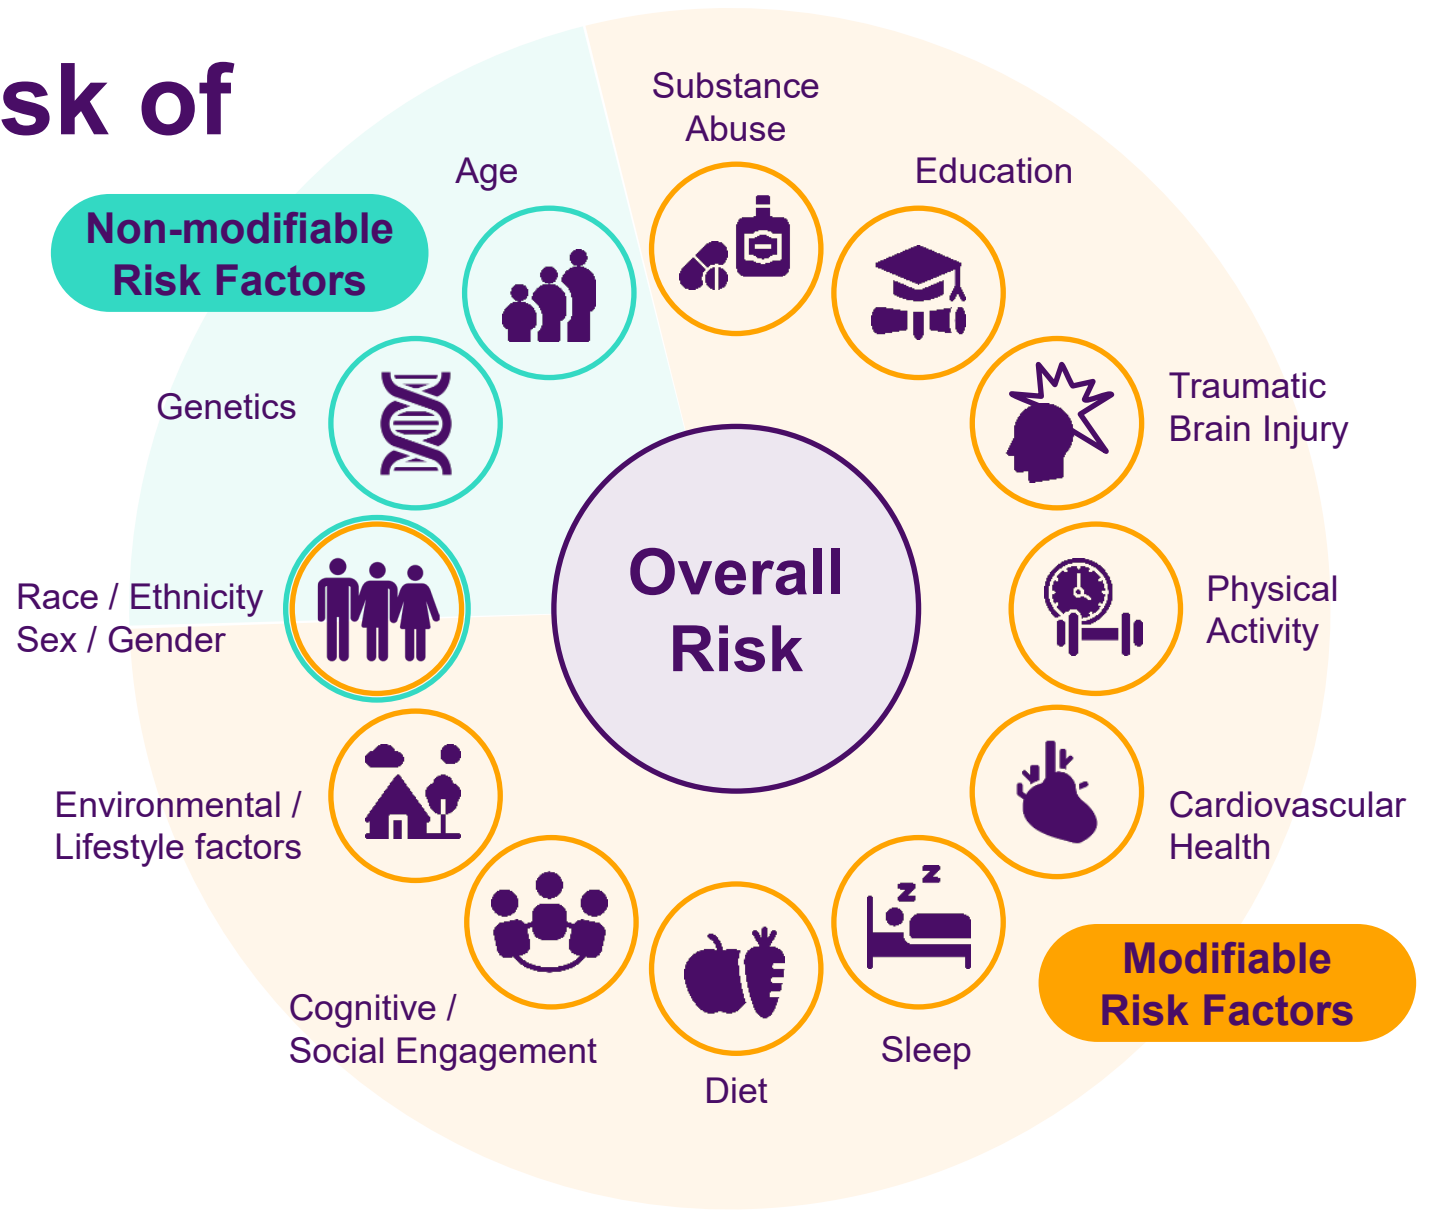 sk of
Non-modifiable
Risk Factors
Age
Substance
Abuse
Education
Genetics
Traumatic
Brain Injury
Race / Ethnicity
Sex / Gender
Overall
Risk
Physical
Activity
Environmental /
Lifestyle factors
Cardiovascular
Health
Cognitive /
Social Engagement
Diet
Sleep
z
z
Modifiable
Risk Factors